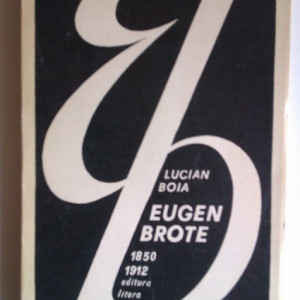 LUCIAN
BOIA
EUGEN
BROTE
1850
1912
editura
litera